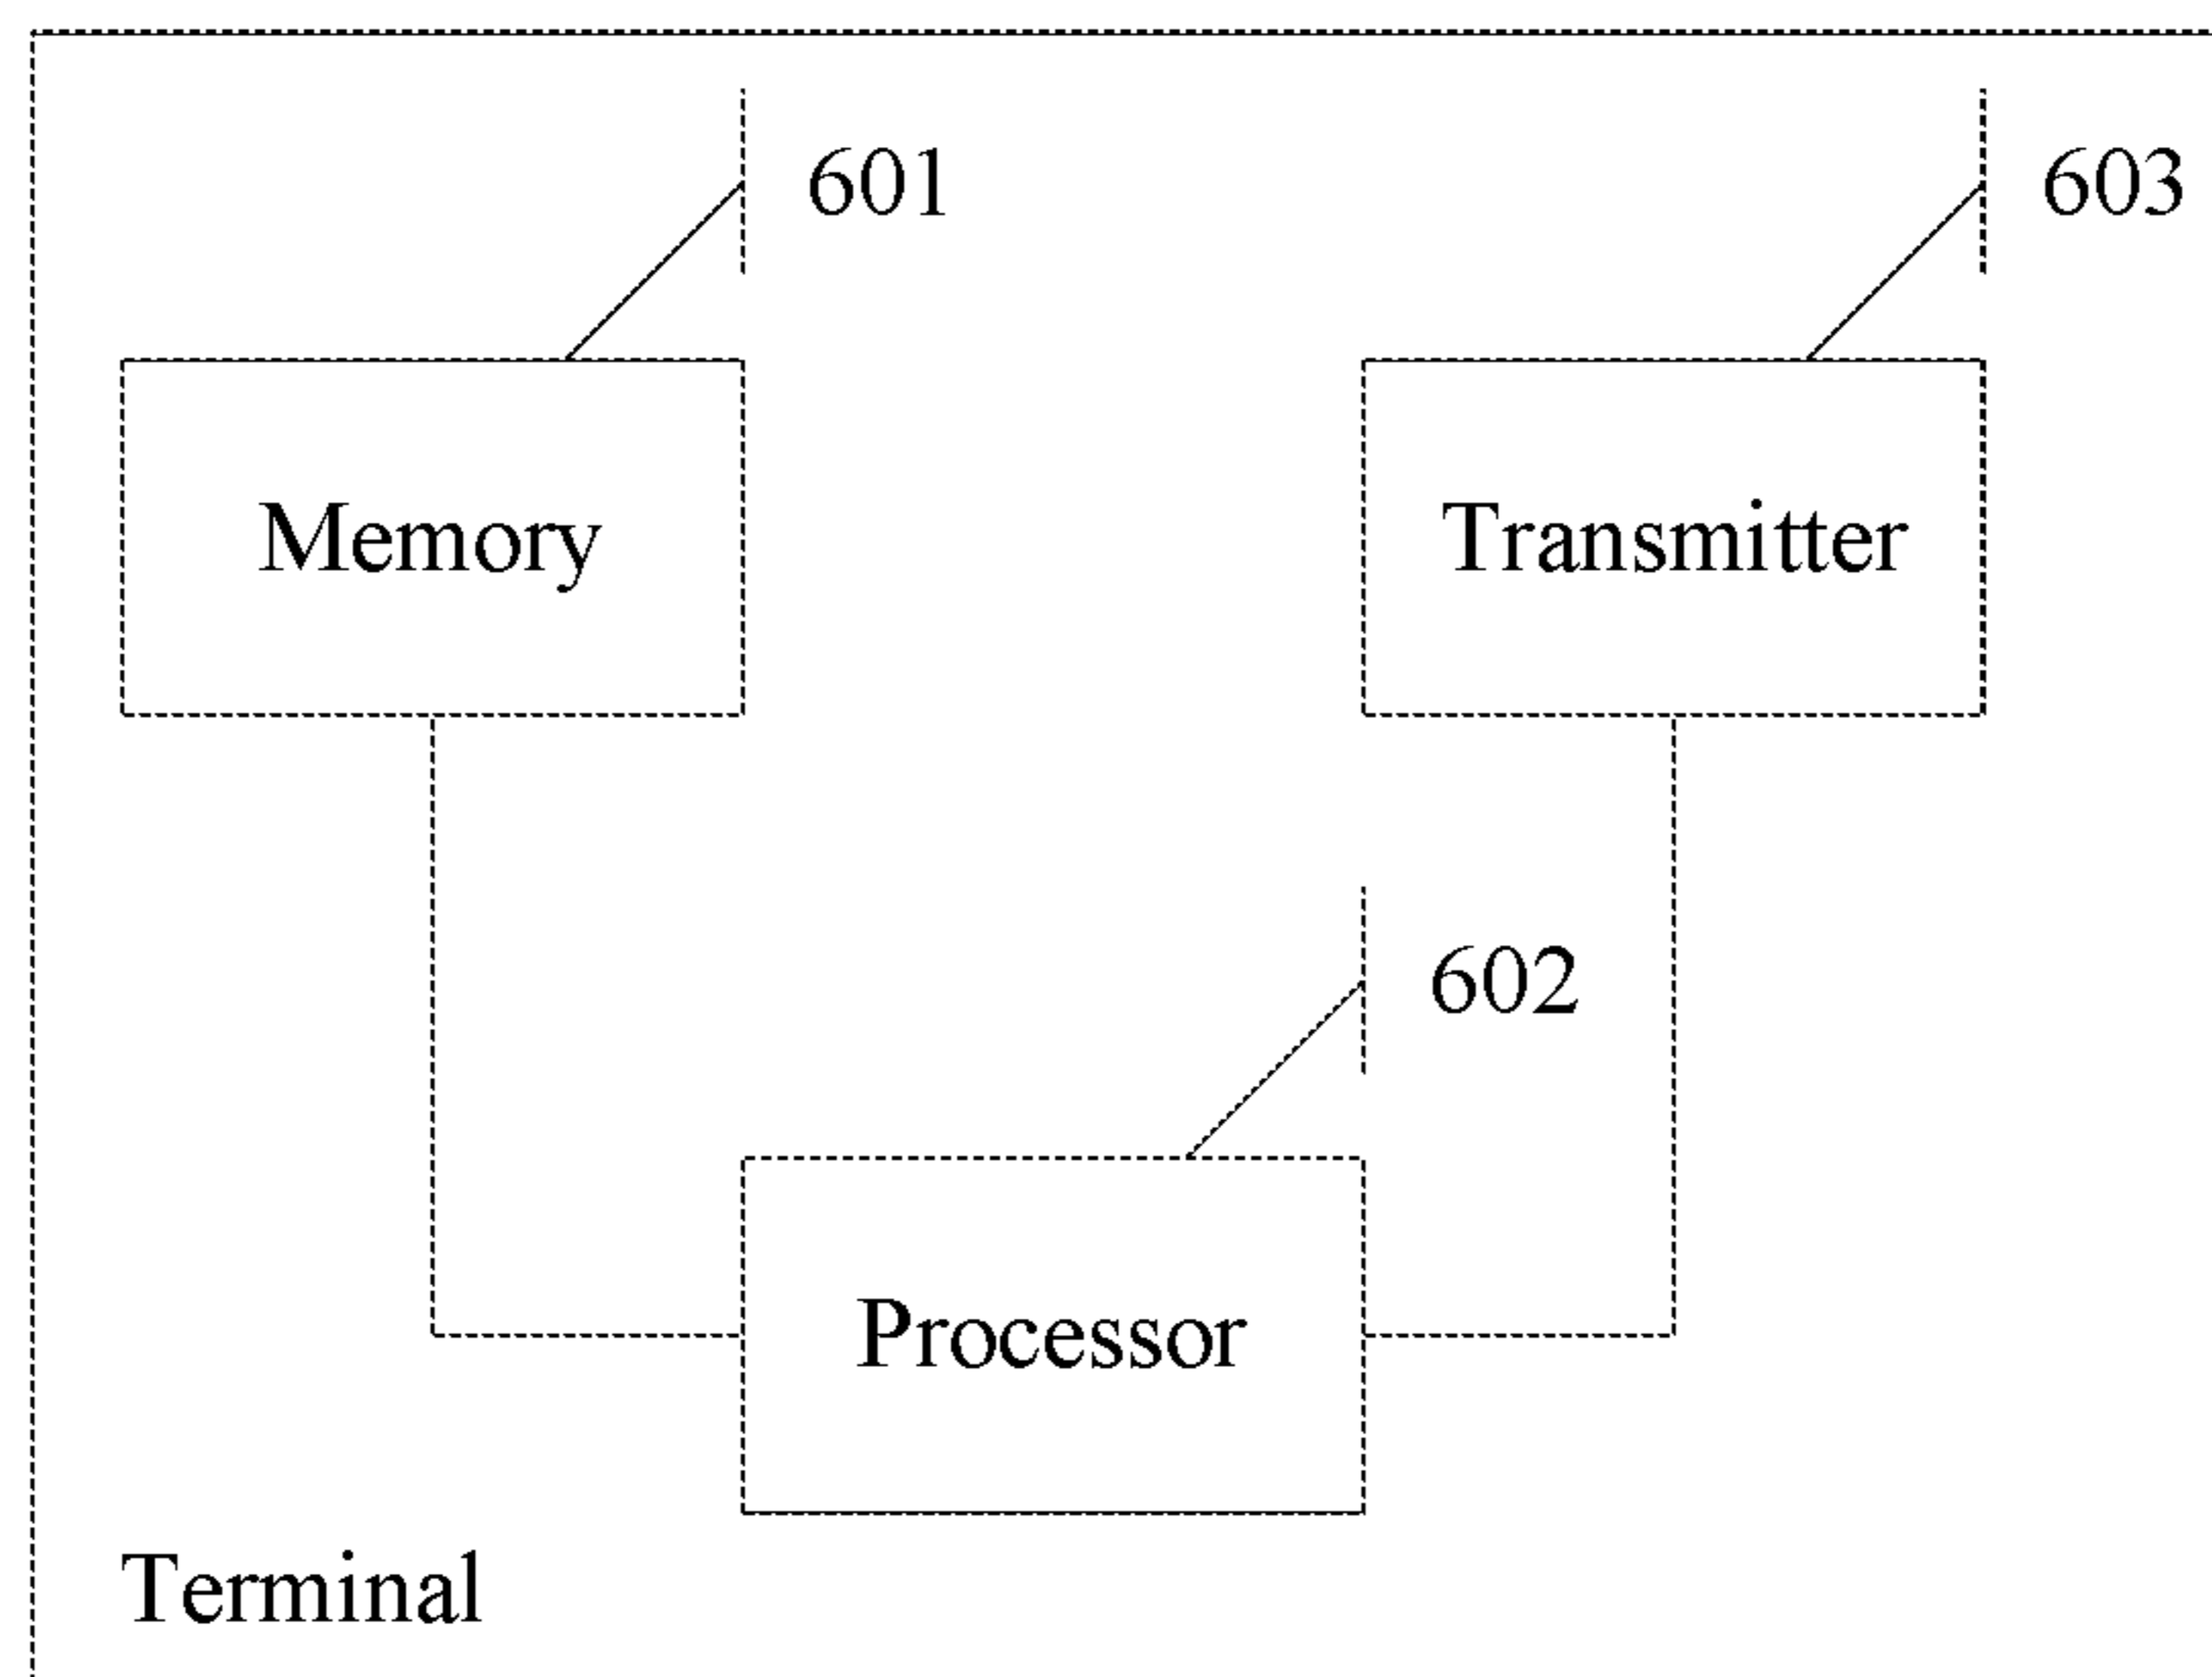 601
603
Memory
Transmitter
602
Processor
Terminal